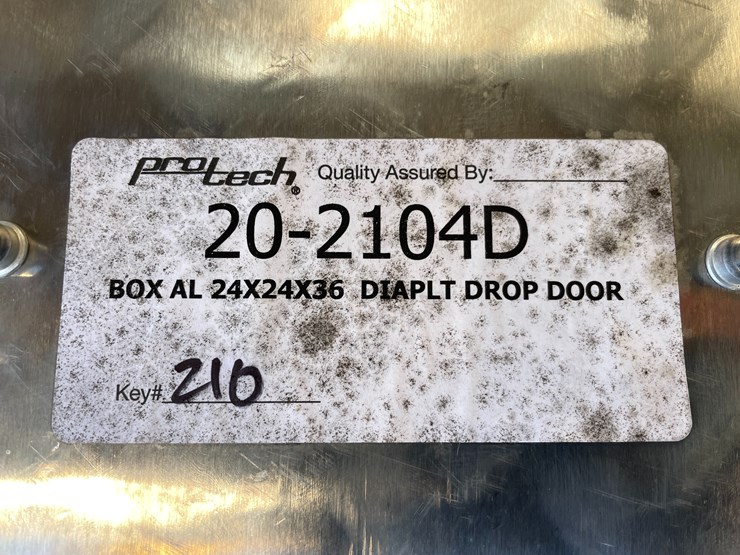 protech® Quality Assured By:
20-2104D
BOX AL 24X24X36 DIAPLT DROP DOOR
Key# 210